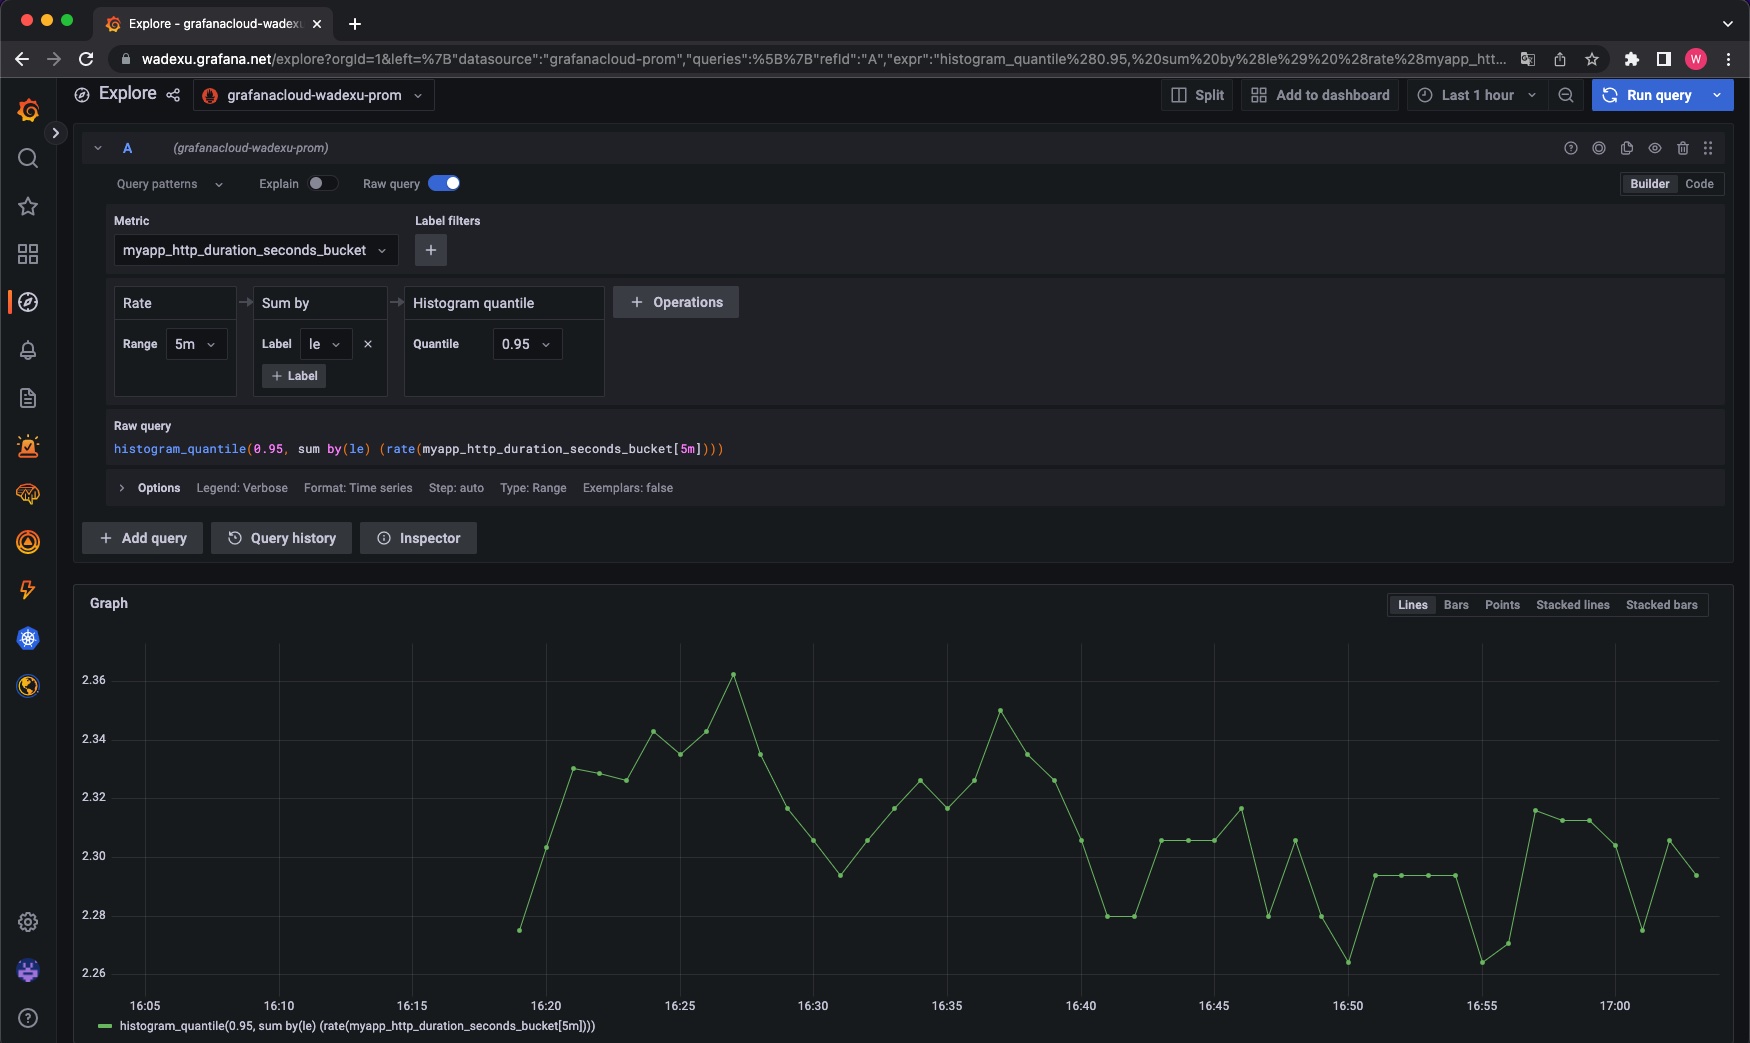 Explore - grafanacloud-wadexu
wadexu.grafana.net/explore?orgId=1&left=%7B"datasource":"grafanacloud-prom","queries":%5B%7B"refId":"A","expr":"histogram_quantile%280.95,%20sum%20by%28le%29%20%28rate%28myapp_htt...
W
Explore
grafanacloud-wadexu-prom
Split
Add to dashboard
Last 1 hour
Run query
A
(grafanacloud-wadexu-prom)
Query patterns
Explain
Raw query
Builder
Code
Metric
Label filters
myapp_http_duration_seconds_bucket
+
Rate
Sum by
Histogram quantile
+ Operations
Range
5m
Label
le
×
Quantile
0.95
+ Label
Raw query
histogram_quantile(0.95, sum by(le) (rate(myapp_http_duration_seconds_bucket[5m])))
Options Legend: Verbose Format: Time series Step: auto Type: Range Exemplars: false
+ Add query
Query history
Inspector
Graph
Lines
Bars
Points
Stacked lines
Stacked bars
2.36
2.34
2.32
2.30
2.28
2.26
16:05 16:10 16:15 16:20 16:25 16:30 16:35 16:40 16:45 16:50 16:55 17:00
histogram_quantile(0.95, sum by(le) (rate(myapp_http_duration_seconds_bucket[5m])))